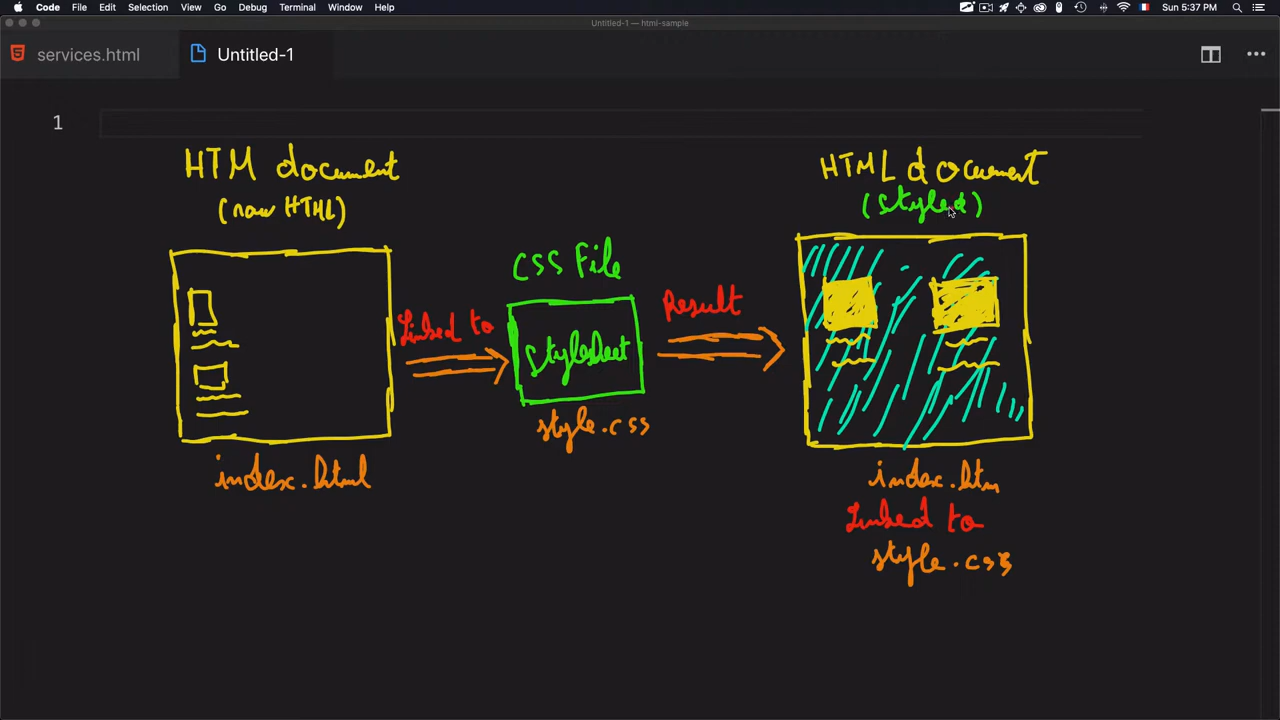 Code File Edit Selection View Go Debug Terminal Window Help Sun 5:37 PM
Untitled-1 — html-sample
services.html Untitled-1
1
HTM document
(raw HTML)
index.html
Linked to
CSS File
stylesheet
style.css
Result
HTML document
(styled)
index.htm
Linked to
style.css